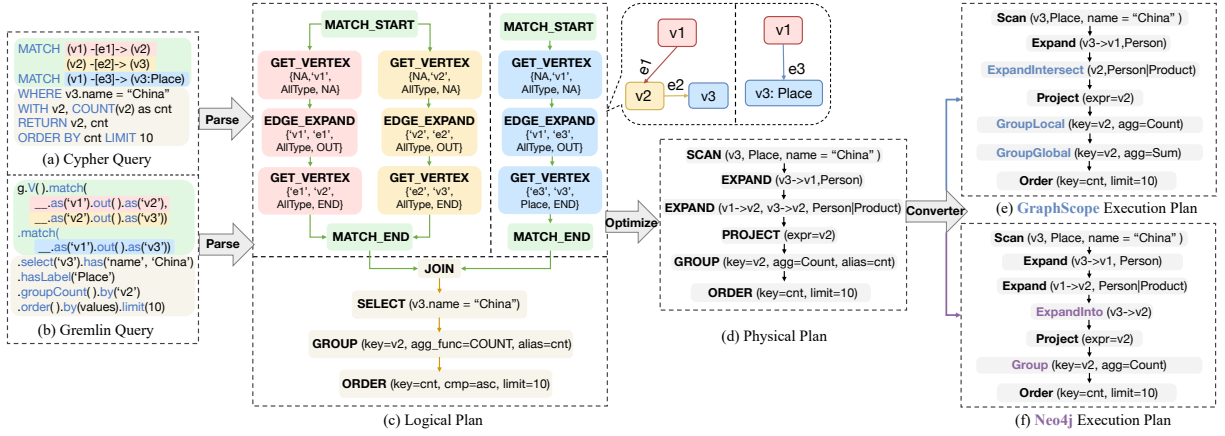 MATCH (v1) -[e1]-> (v2)
(v2) -[e2]-> (v3)
MATCH (v1) -[e3]-> (v3:Place)
WHERE v3.name = “China”
WITH v2, COUNT(v2) as cnt
RETURN v2, cnt
ORDER BY cnt LIMIT 10
(a) Cypher Query
g.V( ).match(
__.as(‘v1’).out( ).as(‘v2’),
__.as(‘v2’).out( ).as(‘v3’))
.match(
__.as(‘v1’).out( ).as(‘v3’))
.select(‘v3’).has(‘name’, ‘China’)
.hasLabel(‘Place’)
.groupCount( ).by(‘v2’)
.order( ).by(values).limit(10)
(b) Gremlin Query
Parse
Parse
MATCH_START
GET_VERTEX
{NA,‘v1’,
AllType, NA}
EDGE_EXPAND
{‘v1’, ‘e1’,
AllType, OUT}
GET_VERTEX
{‘e1’, ‘v2’,
AllType, END}
GET_VERTEX
{NA,‘v2’,
AllType, NA}
EDGE_EXPAND
{‘v2’, ‘e2’,
AllType, OUT}
GET_VERTEX
{‘e2’, ‘v3’,
AllType, END}
MATCH_END
MATCH_START
GET_VERTEX
{NA,‘v1’,
AllType, NA}
EDGE_EXPAND
{‘v1’, ‘e3’,
AllType, OUT}
GET_VERTEX
{‘e3’, ‘v3’,
Place, END}
MATCH_END
JOIN
SELECT (v3.name = “China”)
GROUP (key=v2, agg_func=COUNT, alias=cnt)
ORDER (key=cnt, cmp=asc, limit=10)
(c) Logical Plan
v1
e1
v2
e2
v3
v1
e3
v3: Place
Optimize
SCAN (v3, Place, name = “China” )
EXPAND (v3->v1,Person)
EXPAND (v1->v2, v3->v2, Person|Product)
PROJECT (expr=v2)
GROUP (key=v2, agg=Count, alias=cnt)
ORDER (key=cnt, limit=10)
(d) Physical Plan
Converter
Scan (v3,Place, name = “China” )
Expand (v3->v1,Person)
ExpandIntersect (v2,Person|Product)
Project (expr=v2)
GroupLocal (key=v2, agg=Count)
GroupGlobal (key=v2, agg=Sum)
Order (key=cnt, limit=10)
(e) GraphScope Execution Plan
Scan (v3, Place, name = “China” )
Expand (v3->v1, Person)
Expand (v1->v2, Person|Product)
ExpandInto (v3->v2)
Project (expr=v2)
Group (key=v2, agg=Count)
Order (key=cnt, limit=10)
(f) Neo4j Execution Plan